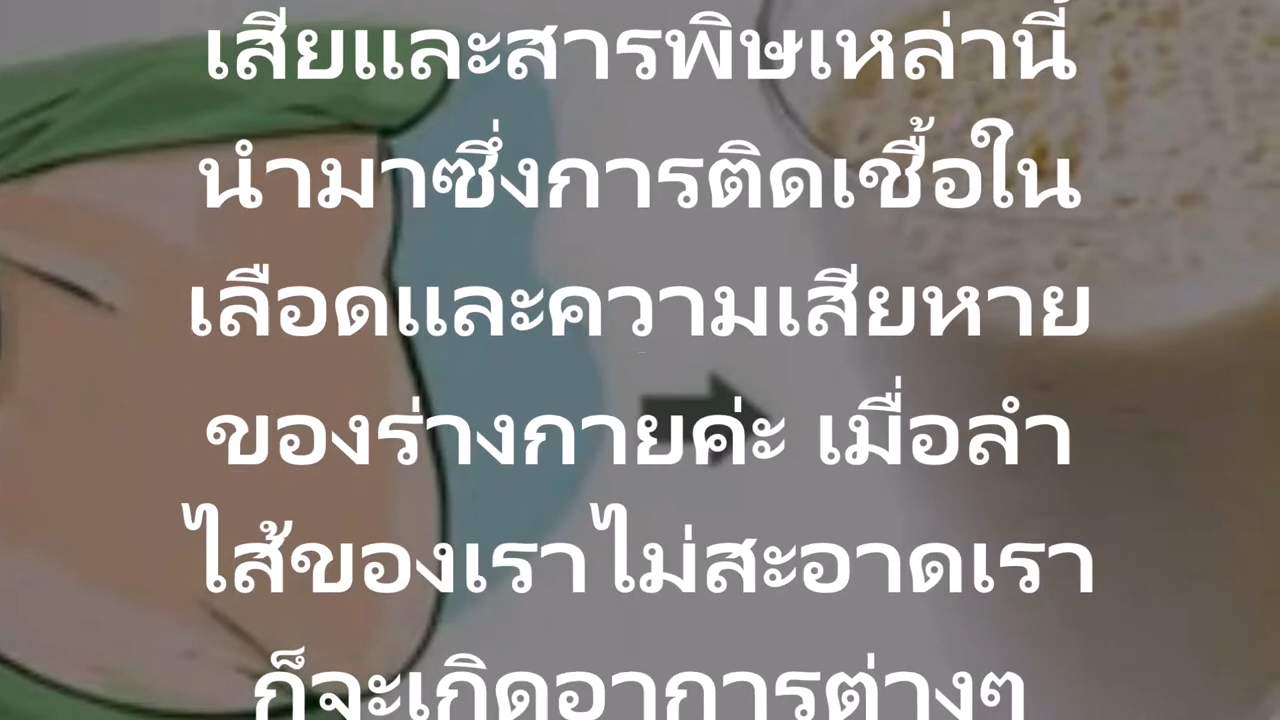 เสียและสารพิษเหล่านี้
นำมาซึ่งการติดเชื้อใน
เลือดและความเสียหาย
ของร่างกายค่ะ เมื่อลำ
ไส้ของเราไม่สะอาดเรา
ก็จะเกิดอาการต่างๆ